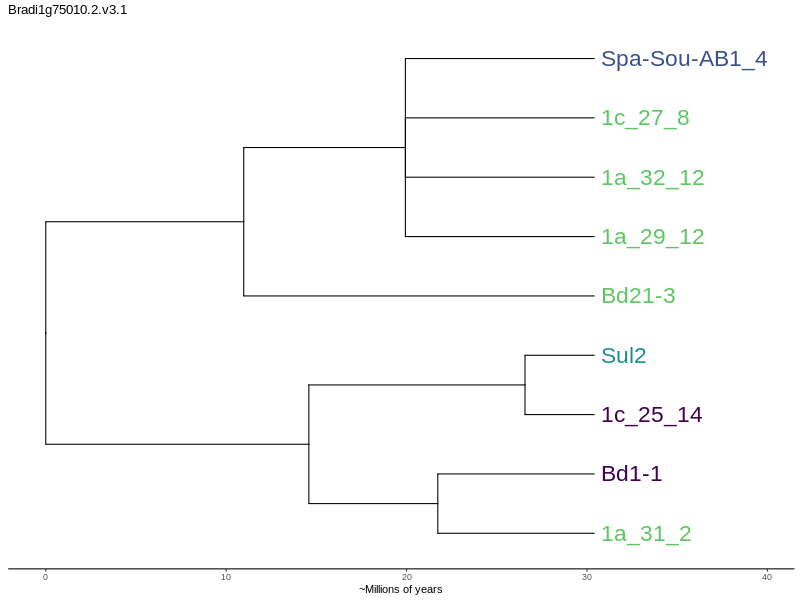 Bradi1g75010.2.v3.1
Spa-Sou-AB1_4
1c_27_8
1a_32_12
1a_29_12
Bd21-3
Sul2
1c_25_14
Bd1-1
1a_31_2
0 10 20 30 40
~Millions of years